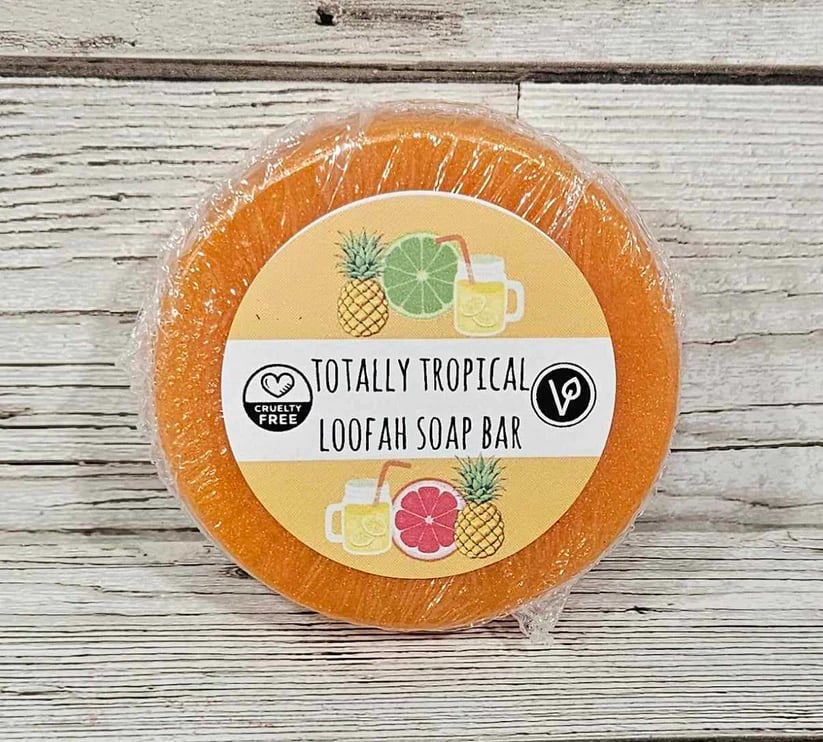 TOTALLY TROPICAL
LOOFAH SOAP BAR
CRUELTY
FREE
V